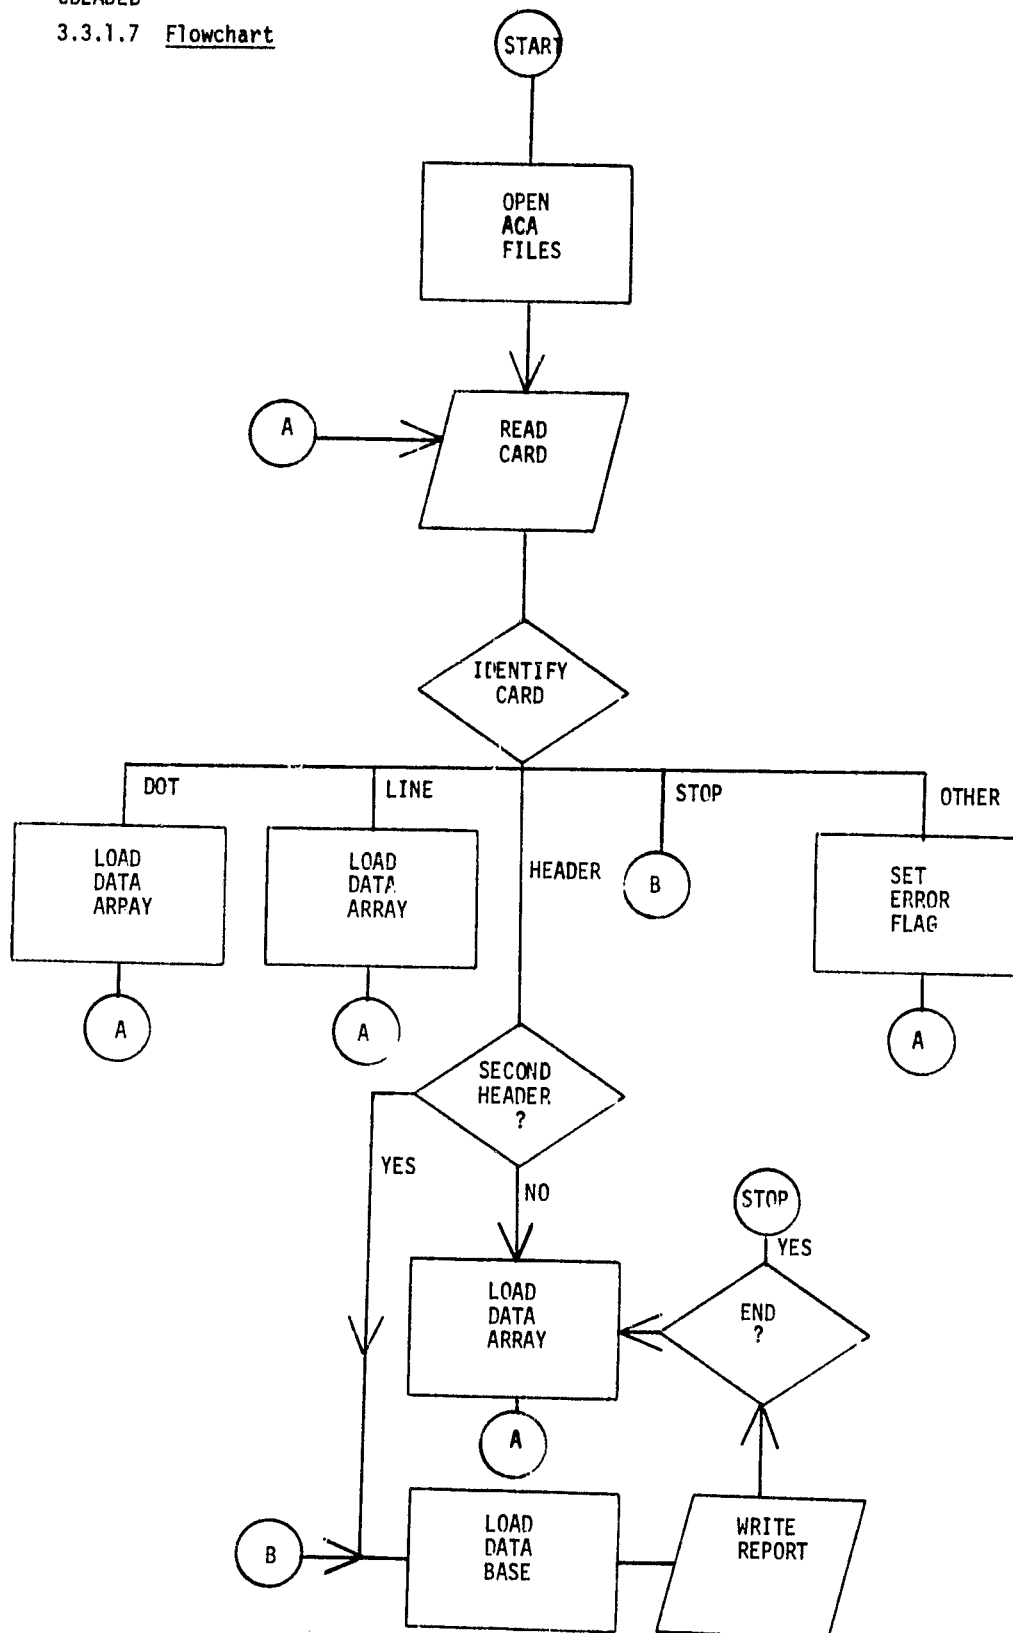 3.3.1.7 Flowchart
START
OPEN
ACA
FILES
A
READ
CARD
IDENTIFY
CARD
DOT
LINE
HEADER
STOP
OTHER
LOAD
DATA
ARRAY
LOAD
DATA
ARRAY
B
SET
ERROR
FLAG
A
A
A
SECOND
HEADER
?
YES
NO
STOP
YES
LOAD
DATA
ARRAY
END
?
A
B
LOAD
DATA
BASE
WRITE
REPORT